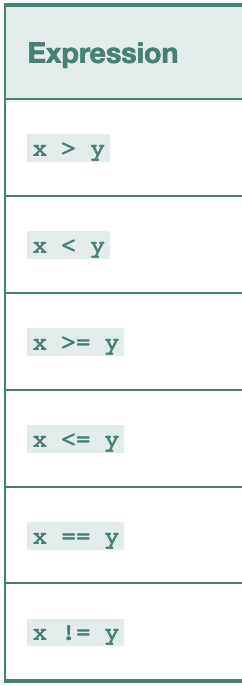 Expression
x > y
x < y
x >= y
x <= y
x == y
x != y